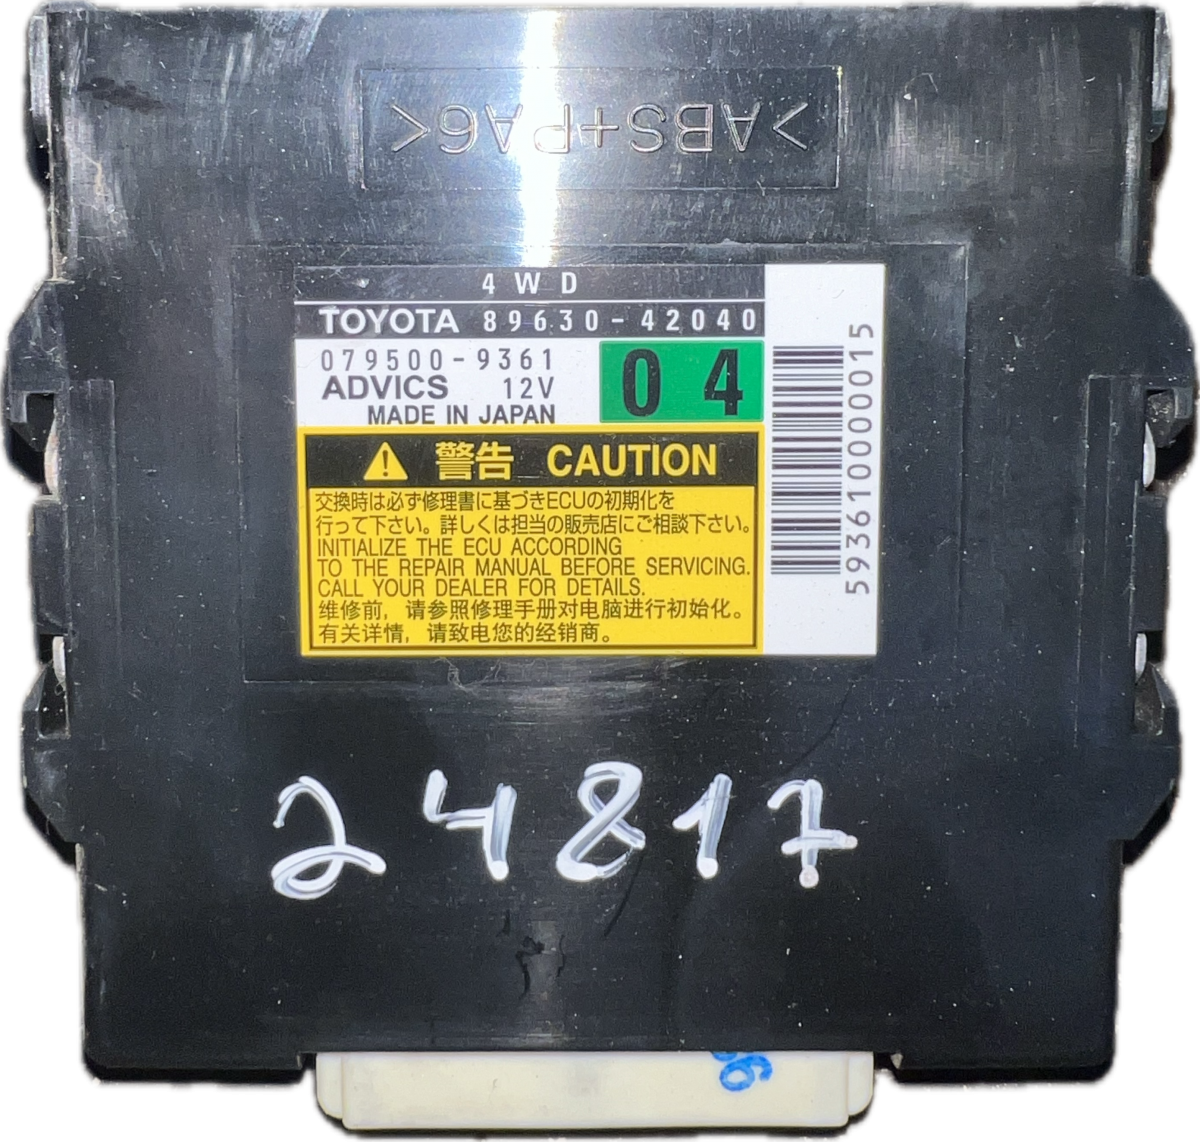 >ABS+PA6<
4WD
TOYOTA 89630-42040
079500-9361
ADVICS 12V
MADE IN JAPAN
04
593610000015
警告 CAUTION
交換時は必ず修理書に基づきECUの初期化を
行って下さい。詳しくは担当の販売店にご相談下さい。
INITIALIZE THE ECU ACCORDING
TO THE REPAIR MANUAL BEFORE SERVICING.
CALL YOUR DEALER FOR DETAILS.
维修前，请参照修理手册对电脑进行初始化。
有关详情，请致电您的经销商。
24817